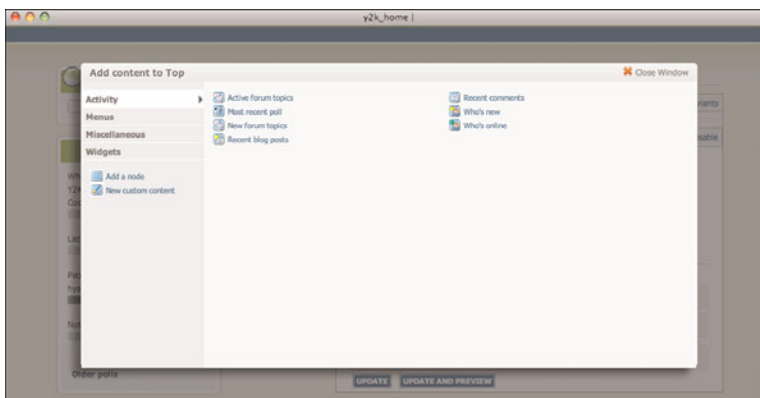 y2k_home |
Add content to Top
Close Window
Activity
Menus
Miscellaneous
Widgets
Add a node
New custom content
Active forum topics
Most recent poll
New forum topics
Recent blog posts
Recent comments
Who's new
Who's online
Older polls
UPDATE
UPDATE AND PREVIEW